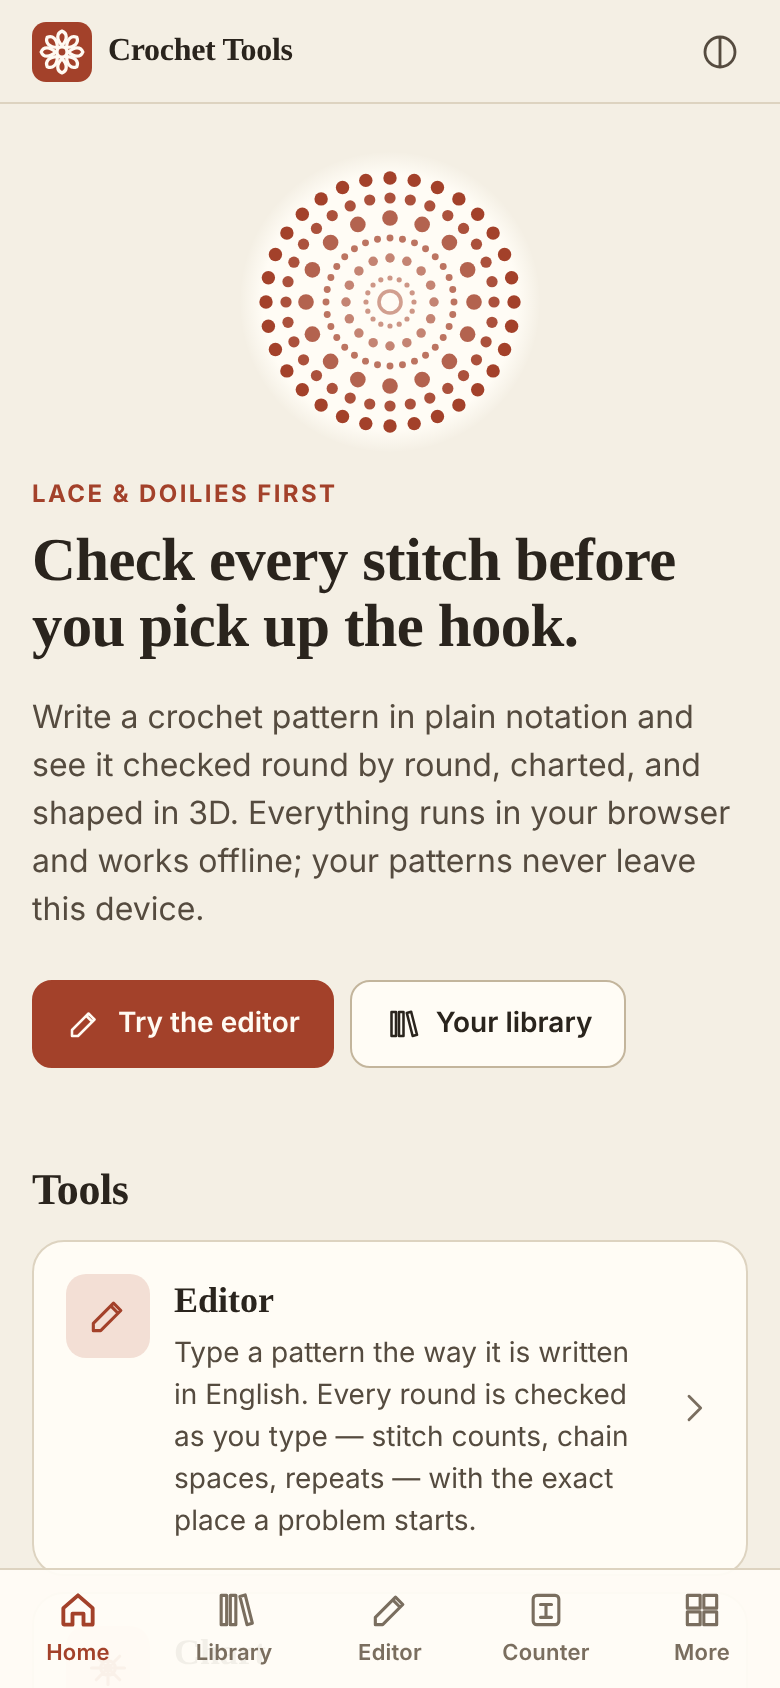 Crochet Tools
LACE & DOILIES FIRST
Check every stitch before
you pick up the hook.
Write a crochet pattern in plain notation and
see it checked round by round, charted, and
shaped in 3D. Everything runs in your browser
and works offline; your patterns never leave
this device.
Try the editor
Your library
Tools
Editor
Type a pattern the way it is written
in English. Every round is checked
as you type — stitch counts, chain
spaces, repeats — with the exact
place a problem starts.
Home
Library
Editor
Counter
More